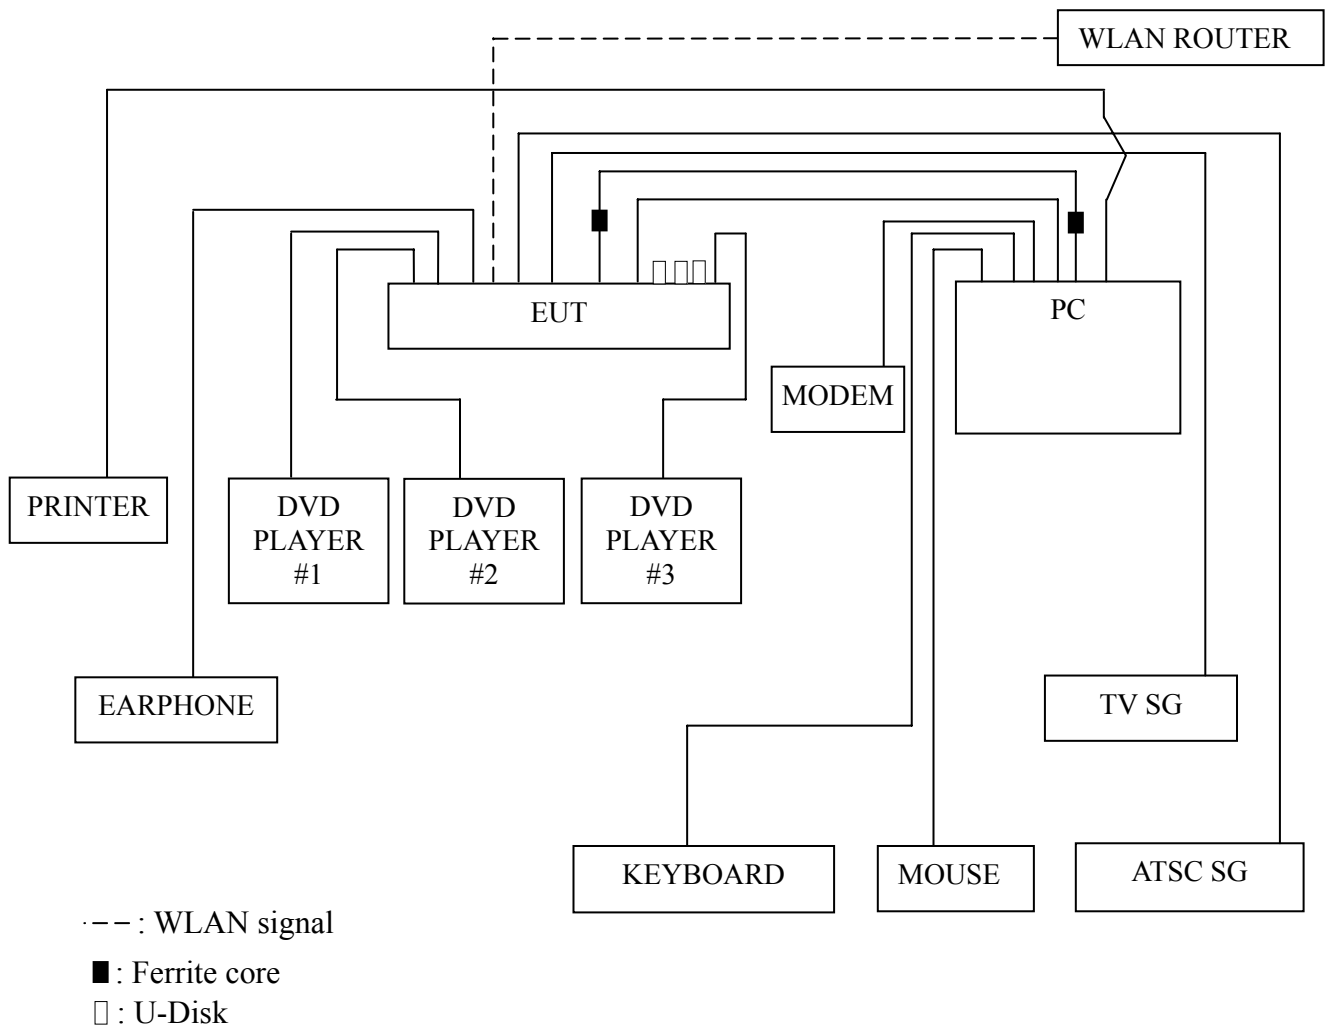 WLAN ROUTER
EUT
PC
MODEM
PRINTER
DVD
PLAYER
#1
DVD
PLAYER
#2
DVD
PLAYER
#3
EARPHONE
TV SG
KEYBOARD
MOUSE
ATSC SG
: WLAN signal
: Ferrite core
: U-Disk